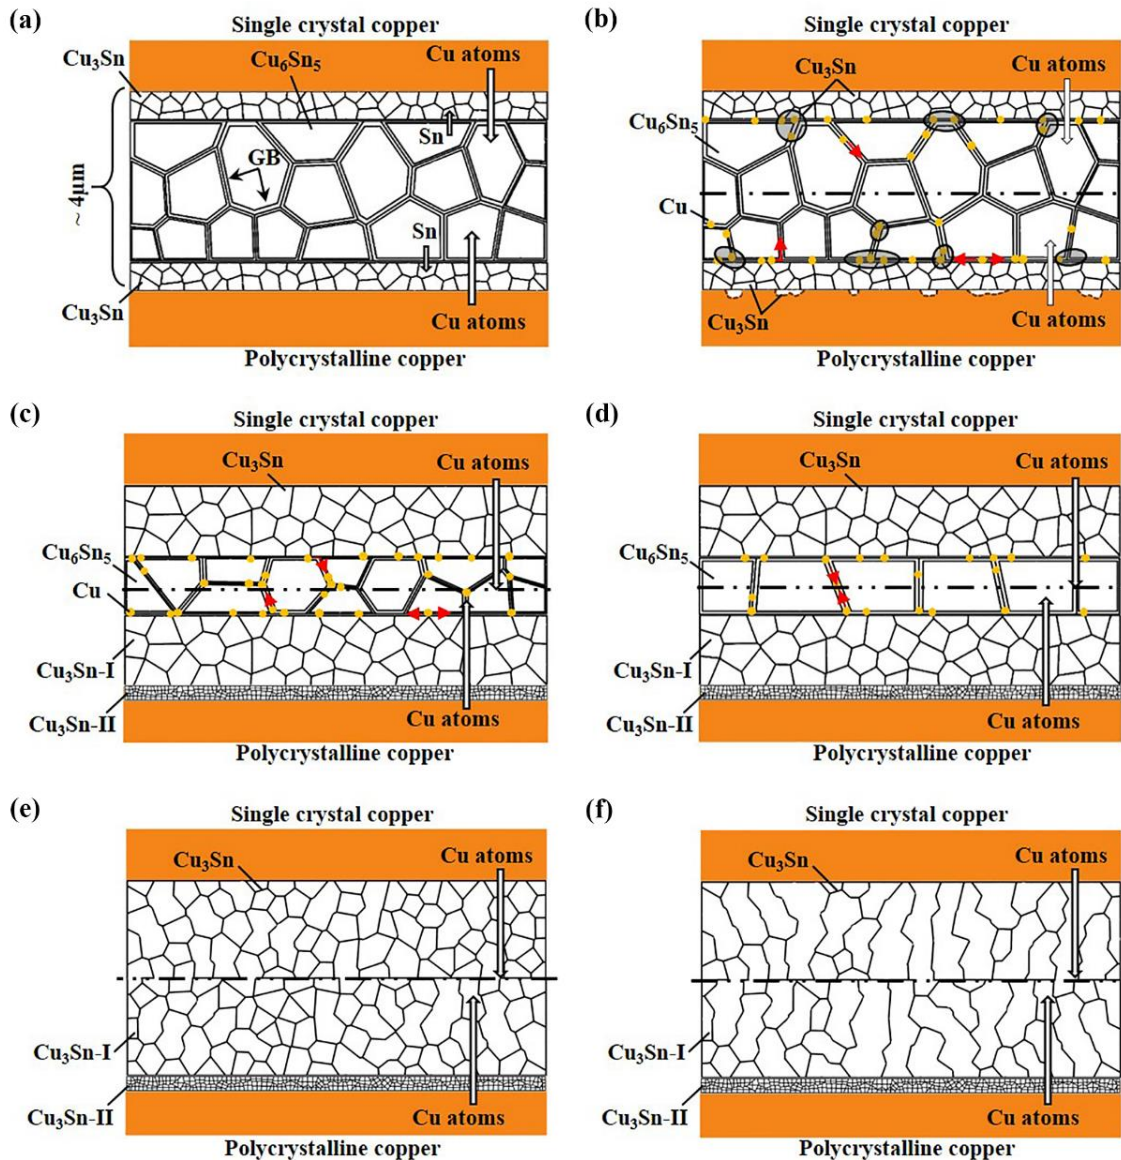 (a)
Single crystal copper
Cu₃Sn
Cu₆Sn₅
Cu atoms
Sn
GB
~ 4μm
Sn
Cu₃Sn
Cu atoms
Polycrystalline copper
(b)
Single crystal copper
Cu₃Sn
Cu atoms
Cu₆Sn₅
Cu
Cu₃Sn
Cu atoms
Polycrystalline copper
(c)
Single crystal copper
Cu₃Sn
Cu atoms
Cu₆Sn₅
Cu
Cu₃Sn-I
Cu₃Sn-II
Cu atoms
Polycrystalline copper
(d)
Single crystal copper
Cu₃Sn
Cu atoms
Cu₆Sn₅
Cu₃Sn-I
Cu₃Sn-II
Cu atoms
Polycrystalline copper
(e)
Single crystal copper
Cu₃Sn
Cu atoms
Cu₃Sn-I
Cu₃Sn-II
Cu atoms
Polycrystalline copper
(f)
Single crystal copper
Cu₃Sn
Cu atoms
Cu₃Sn-I
Cu₃Sn-II
Cu atoms
Polycrystalline copper